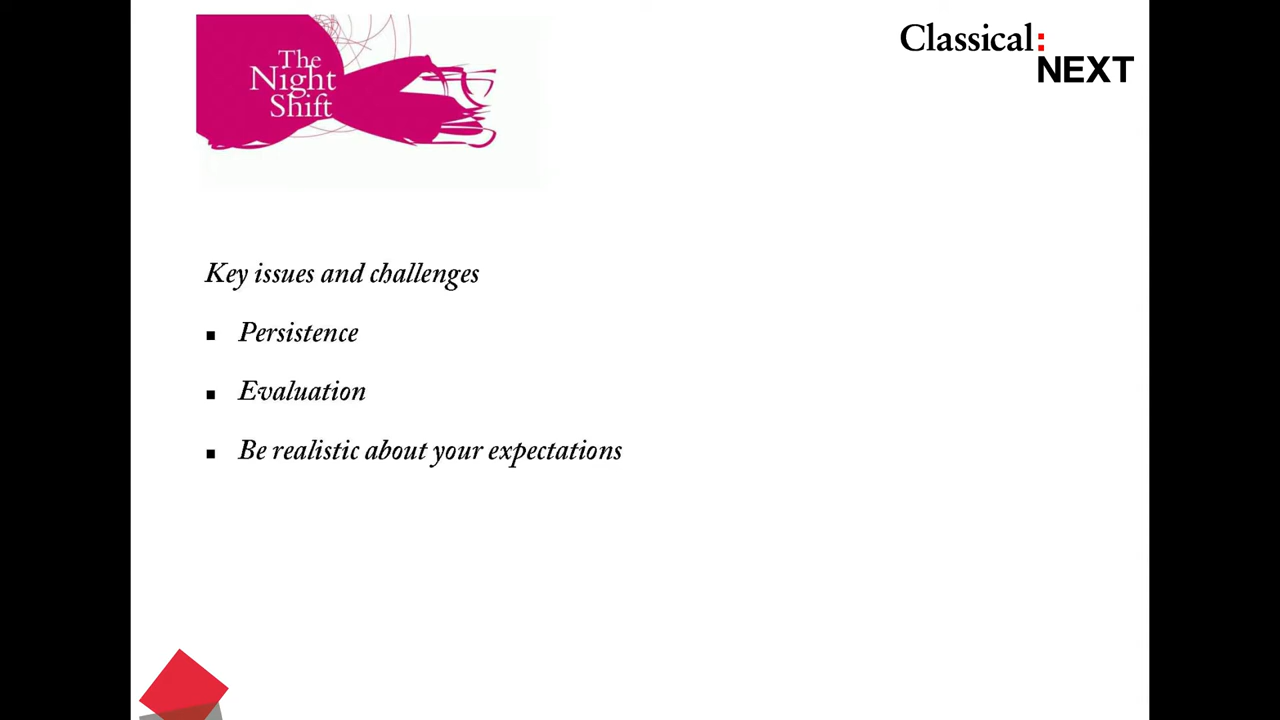 The
Night
Shift
Classical:
NEXT
Key issues and challenges
▪ Persistence
▪ Evaluation
▪ Be realistic about your expectations